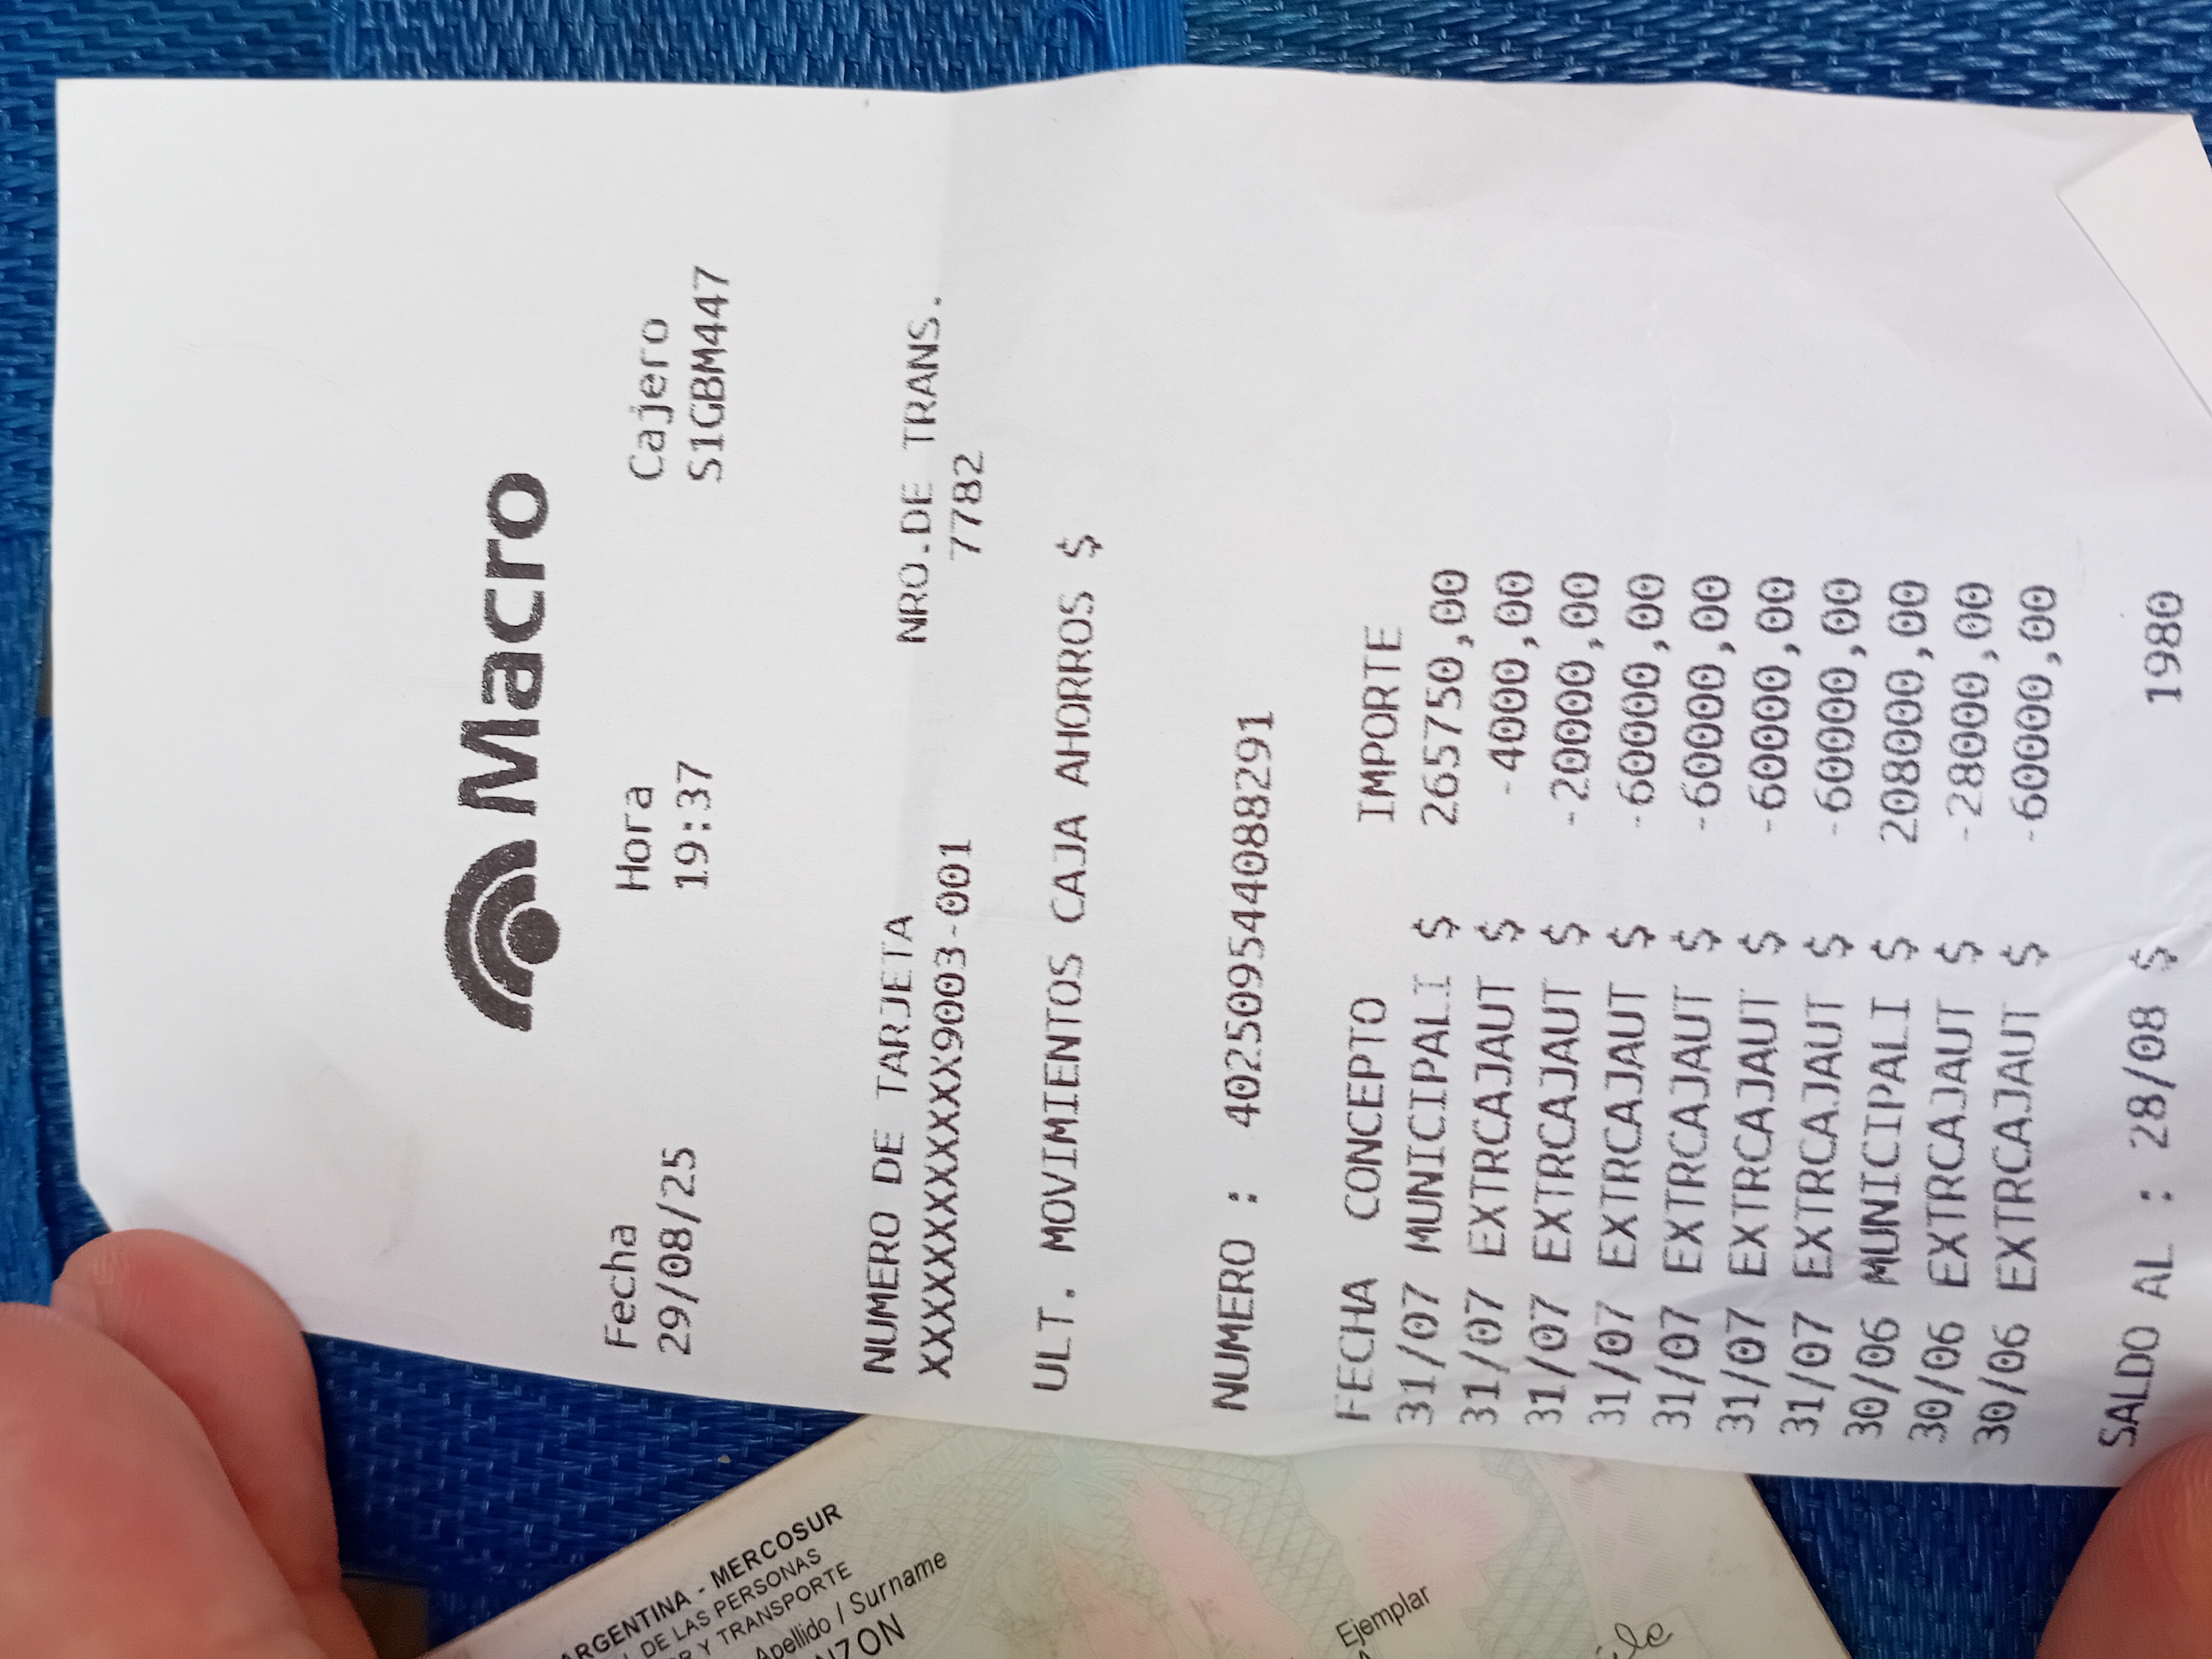 Macro
Fecha Hora Cajero
29/08/25 19:37 S1GBM447
NUMERO DE TARJETA NRO.DE TRANS.
XXXXXXXXXXXX9003-001 7782
ULT. MOVIMIENTOS CAJA AHORROS $
NUMERO : 402509544088291
FECHA CONCEPTO IMPORTE
31/07 MUNICIPALI $ 265750,00
31/07 EXTRCAJAUT $ -4000,00
31/07 EXTRCAJAUT $ -20000,00
31/07 EXTRCAJAUT $ -60000,00
31/07 EXTRCAJAUT $ -60000,00
31/07 EXTRCAJAUT $ -60000,00
31/07 EXTRCAJAUT $ -60000,00
30/06 MUNICIPALI $ 208000,00
30/06 EXTRCAJAUT $ -28000,00
30/06 EXTRCAJAUT $ -60000,00
SALDO AL : 28/08 $ 1980
ARGENTINA - MERCOSUR
DE LAS PERSONAS
Y TRANSPORTE
Apellido / Surname
Ejemplar